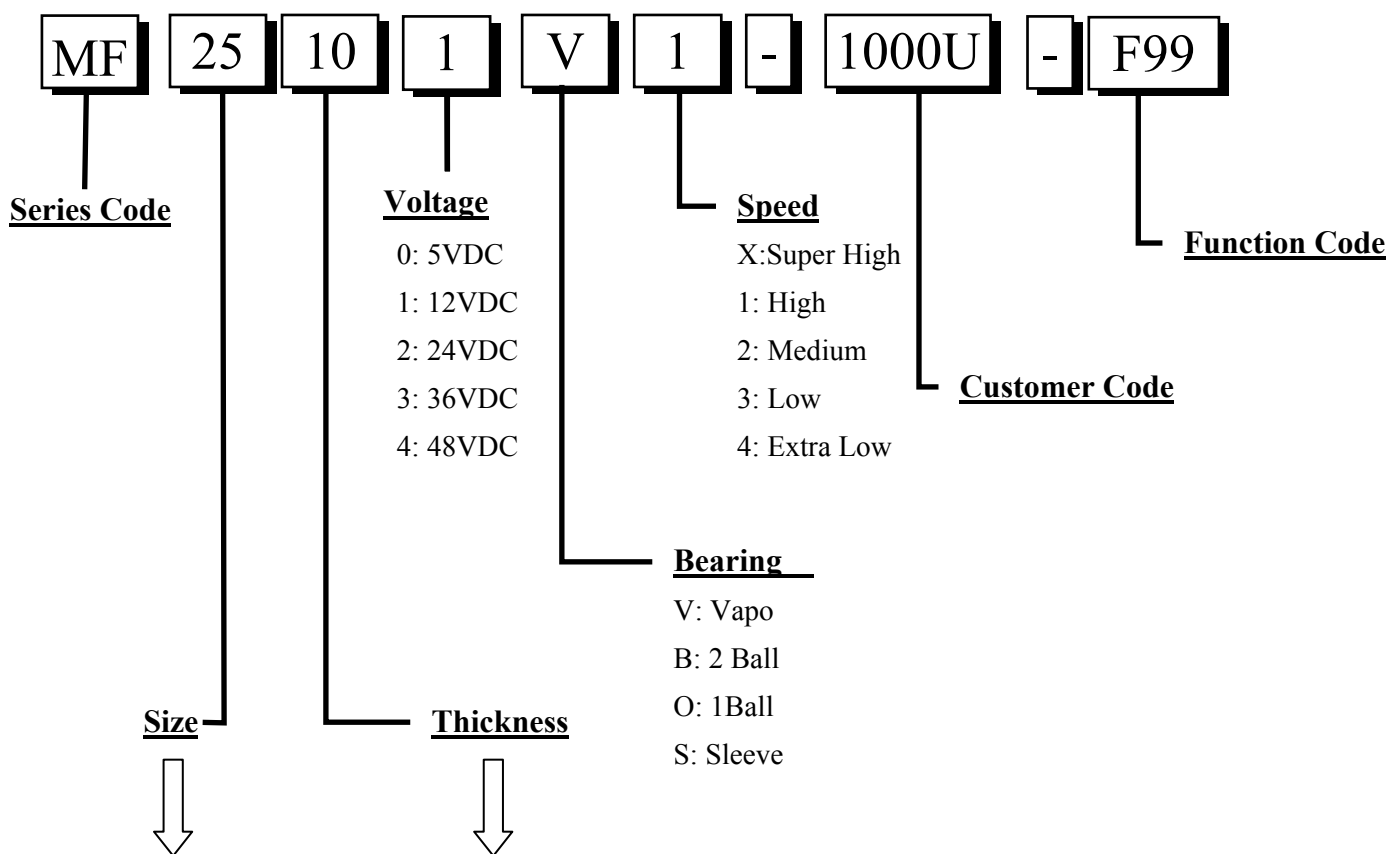 MF 25 10 1 V 1 - 1000U - F99
Series Code
Voltage
0: 5VDC
1: 12VDC
2: 24VDC
3: 36VDC
4: 48VDC
Speed
X:Super High
1: High
2: Medium
3: Low
4: Extra Low
Function Code
Customer Code
Bearing
V: Vapo
B: 2 Ball
O: 1Ball
S: Sleeve
Size
Thickness